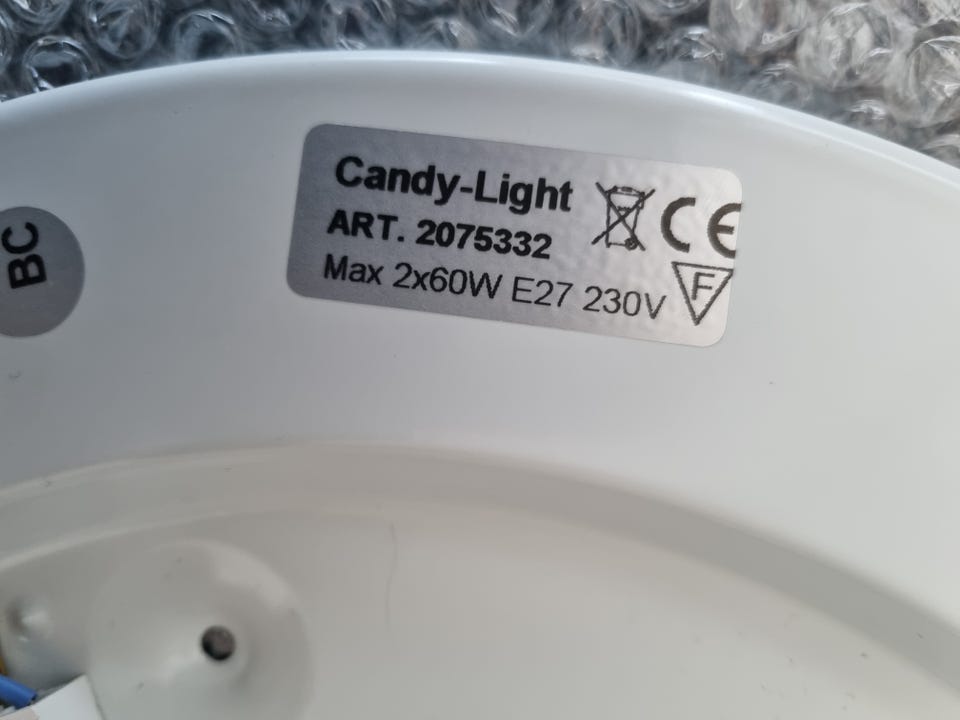 Candy-Light
ART. 2075332
Max 2x60W E27 230V
CE
F
BC